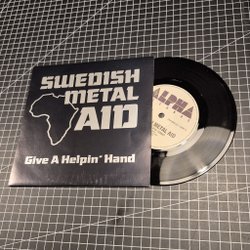 SWEDISH
METAL
AID
Give A Helpin' Hand
ALPHA
METAL AID